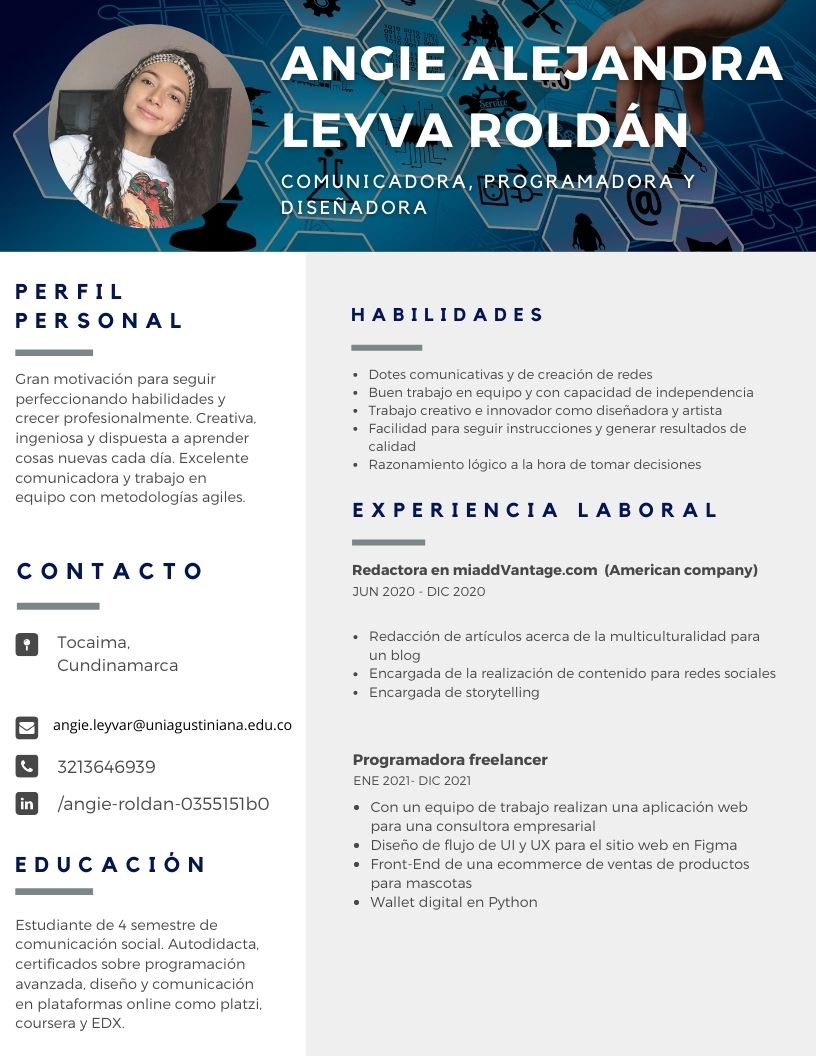 ANGIE ALEJANDRA
LEYVA ROLDÁN
COMUNICADORA, PROGRAMADORA Y
DISEÑADORA
Service
@
PERFIL
PERSONAL
Gran motivación para seguir
perfeccionando habilidades y
crecer profesionalmente. Creativa,
ingeniosa y dispuesta a aprender
cosas nuevas cada día. Excelente
comunicadora y trabajo en
equipo con metodologías agiles.
CONTACTO
Tocaima,
Cundinamarca
angie.leyvar@uniagustiniana.edu.co
3213646939
in
/angie-roldan-0355151b0
EDUCACIÓN
Estudiante de 4 semestre de
comunicación social. Autodidacta,
certificados sobre programación
avanzada, diseño y comunicación
en plataformas online como platzi,
coursera y EDX.
HABILIDADES
• Dotes comunicativas y de creación de redes
• Buen trabajo en equipo y con capacidad de independencia
• Trabajo creativo e innovador como diseñadora y artista
• Facilidad para seguir instrucciones y generar resultados de
calidad
• Razonamiento lógico a la hora de tomar decisiones
EXPERIENCIA LABORAL
Redactora en miaddVantage.com (American company)
JUN 2020 - DIC 2020
• Redacción de artículos acerca de la multiculturalidad para
un blog
• Encargada de la realización de contenido para redes sociales
• Encargada de storytelling
Programadora freelancer
ENE 2021- DIC 2021
• Con un equipo de trabajo realizan una aplicación web
para una consultora empresarial
• Diseño de flujo de UI y UX para el sitio web en Figma
• Front-End de una ecommerce de ventas de productos
para mascotas
• Wallet digital en Python